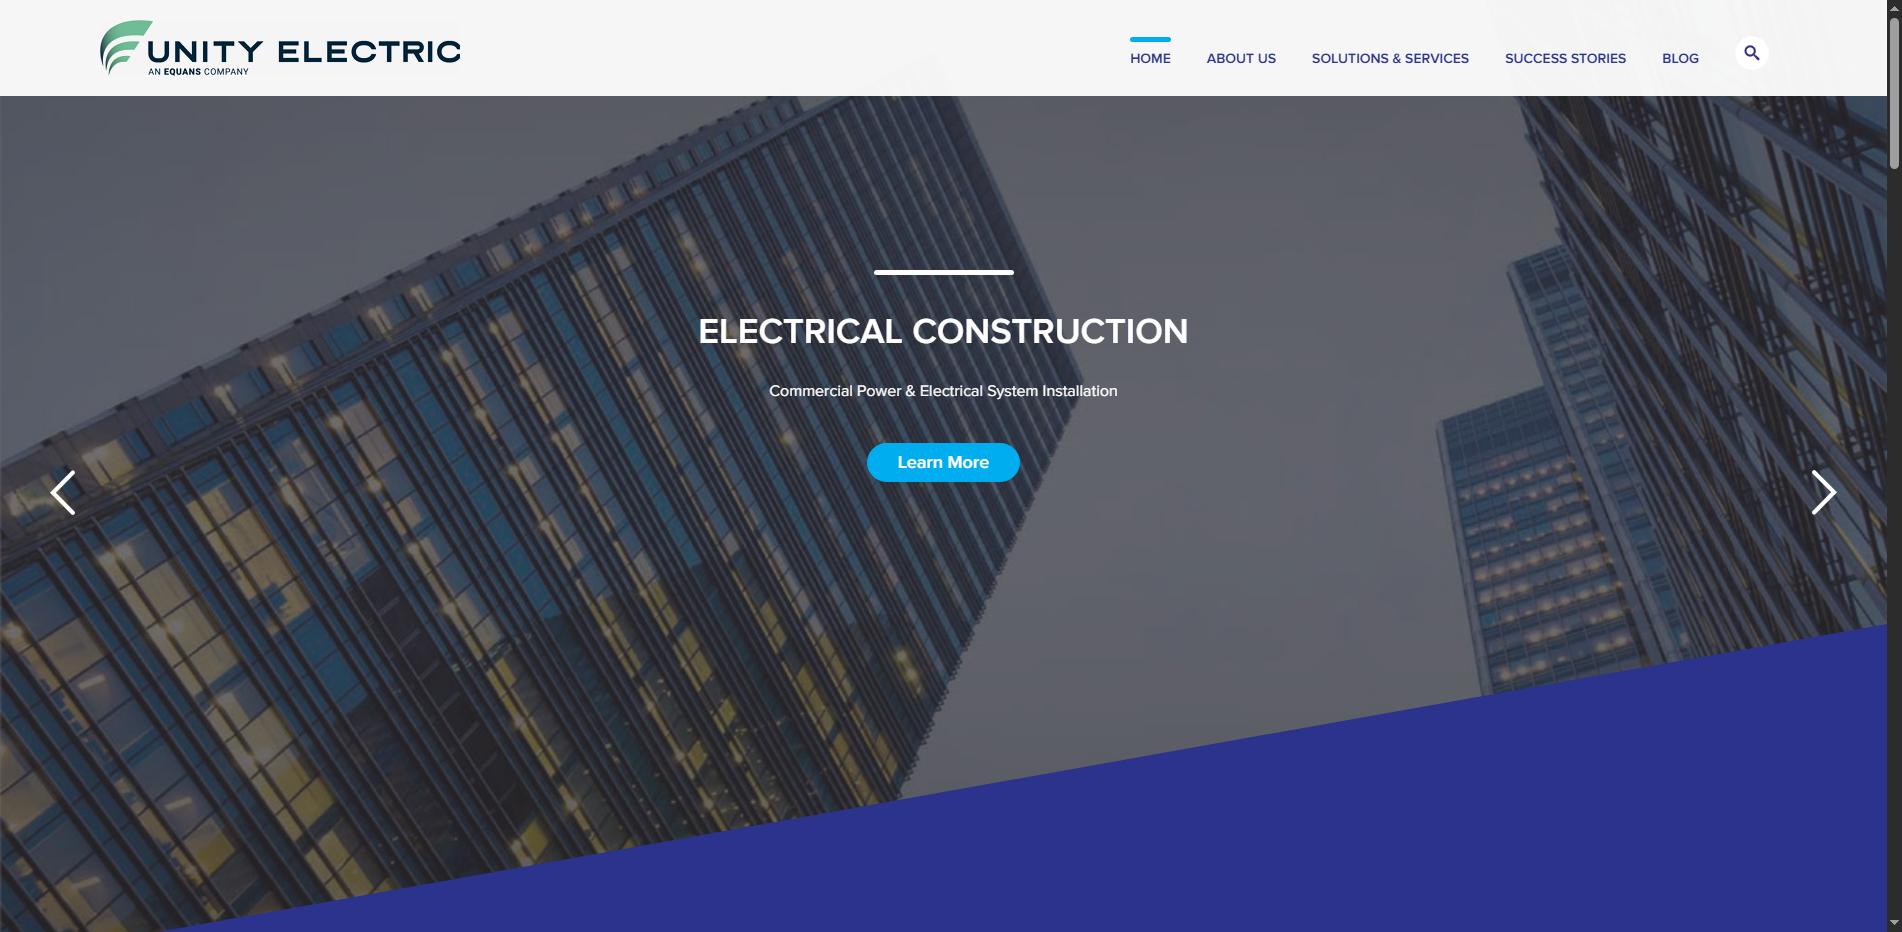 UNITY ELECTRIC
AN EQUANS COMPANY
HOME ABOUT US SOLUTIONS & SERVICES SUCCESS STORIES BLOG
ELECTRICAL CONSTRUCTION
Commercial Power & Electrical System Installation
Learn More